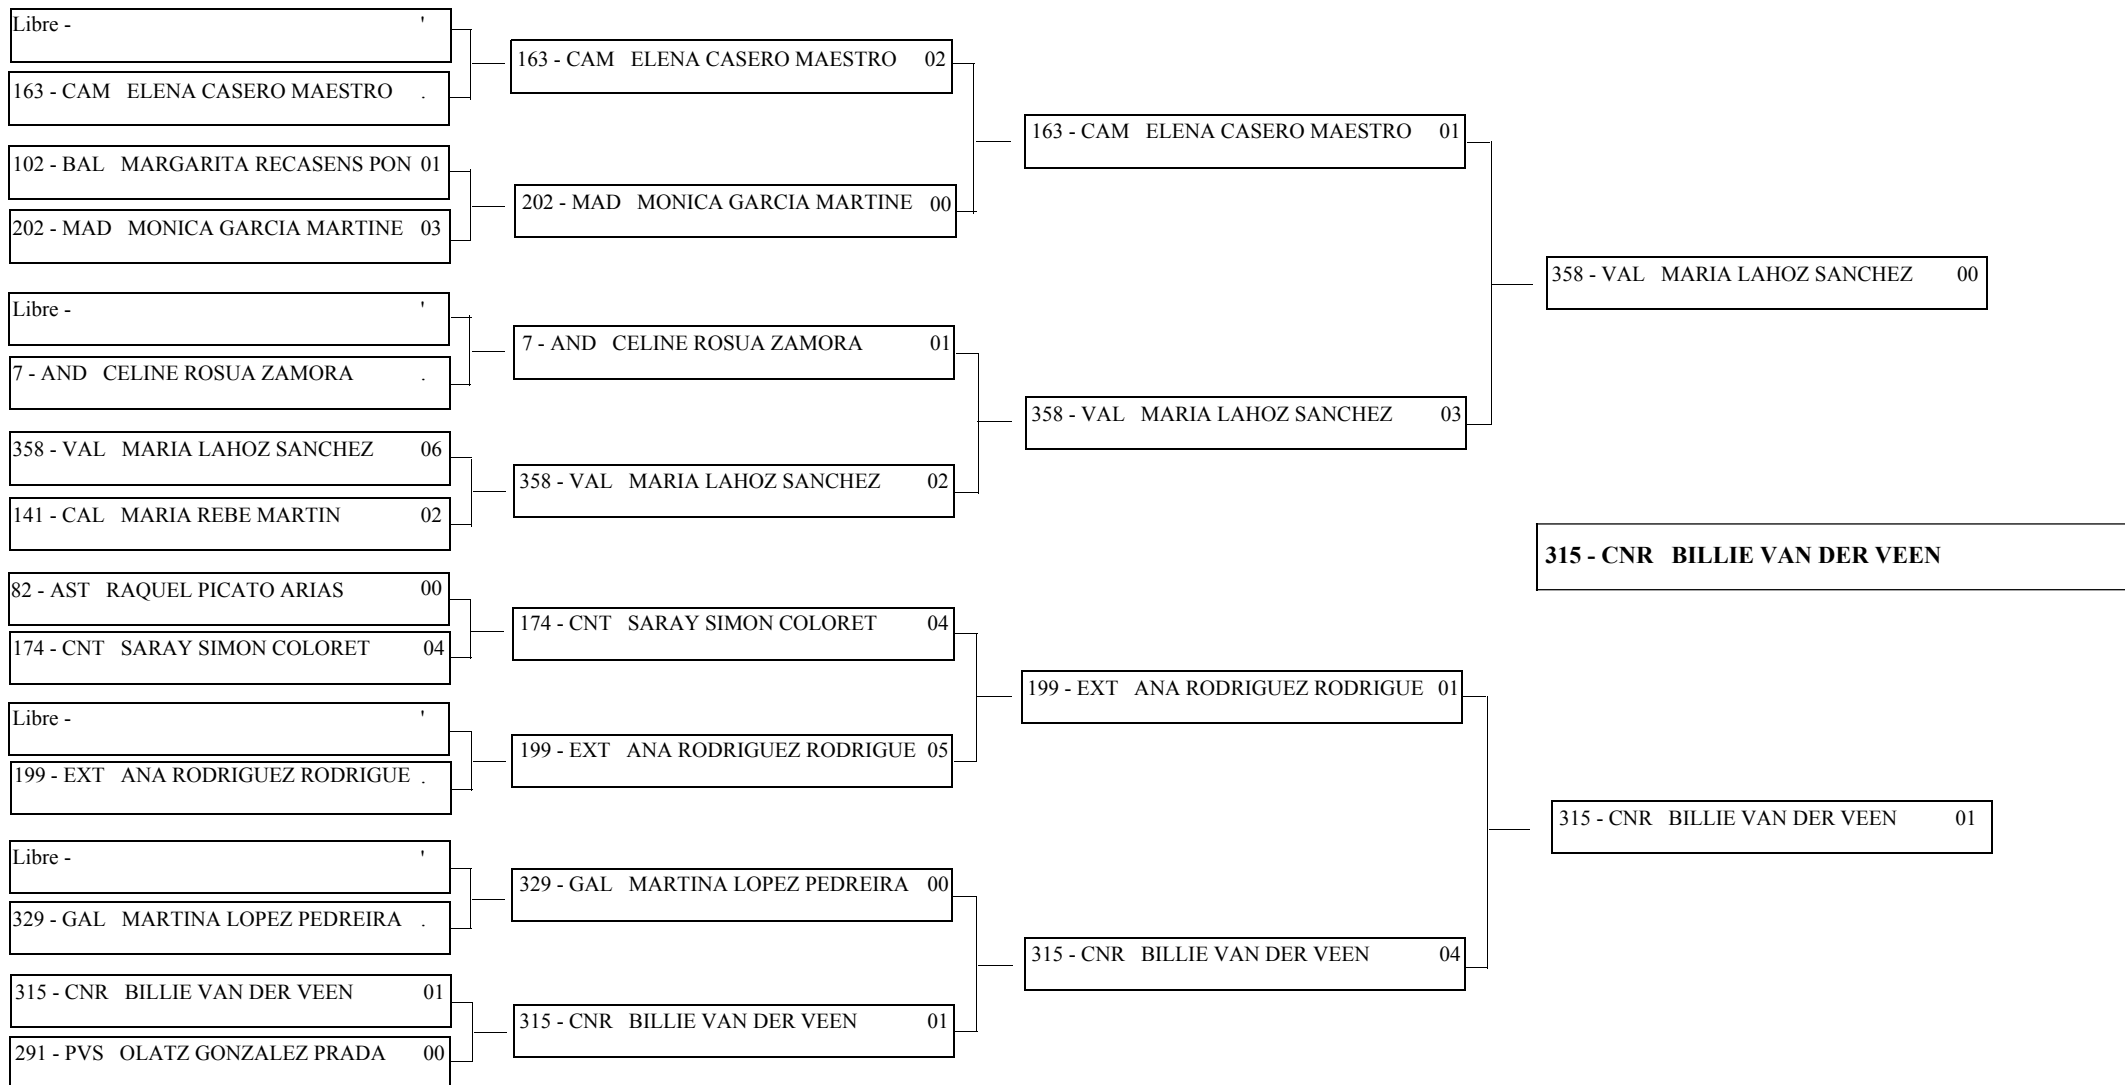 Libre - '
163 - CAM ELENA CASERO MAESTRO .
102 - BAL MARGARITA RECASENS PON 01
202 - MAD MONICA GARCIA MARTINE 03
Libre - '
7 - AND CELINE ROSUA ZAMORA .
358 - VAL MARIA LAHOZ SANCHEZ 06
141 - CAL MARIA REBE MARTIN 02
82 - AST RAQUEL PICATO ARIAS 00
174 - CNT SARAY SIMON COLORET 04
Libre - '
199 - EXT ANA RODRIGUEZ RODRIGUE .
Libre - '
329 - GAL MARTINA LOPEZ PEDREIRA .
315 - CNR BILLIE VAN DER VEEN 01
291 - PVS OLATZ GONZALEZ PRADA 00
163 - CAM ELENA CASERO MAESTRO 02
202 - MAD MONICA GARCIA MARTINE 00
7 - AND CELINE ROSUA ZAMORA 01
358 - VAL MARIA LAHOZ SANCHEZ 02
174 - CNT SARAY SIMON COLORET 04
199 - EXT ANA RODRIGUEZ RODRIGUE 05
329 - GAL MARTINA LOPEZ PEDREIRA 00
315 - CNR BILLIE VAN DER VEEN 01
163 - CAM ELENA CASERO MAESTRO 01
358 - VAL MARIA LAHOZ SANCHEZ 03
199 - EXT ANA RODRIGUEZ RODRIGUE 01
315 - CNR BILLIE VAN DER VEEN 04
358 - VAL MARIA LAHOZ SANCHEZ 00
315 - CNR BILLIE VAN DER VEEN 01
315 - CNR BILLIE VAN DER VEEN